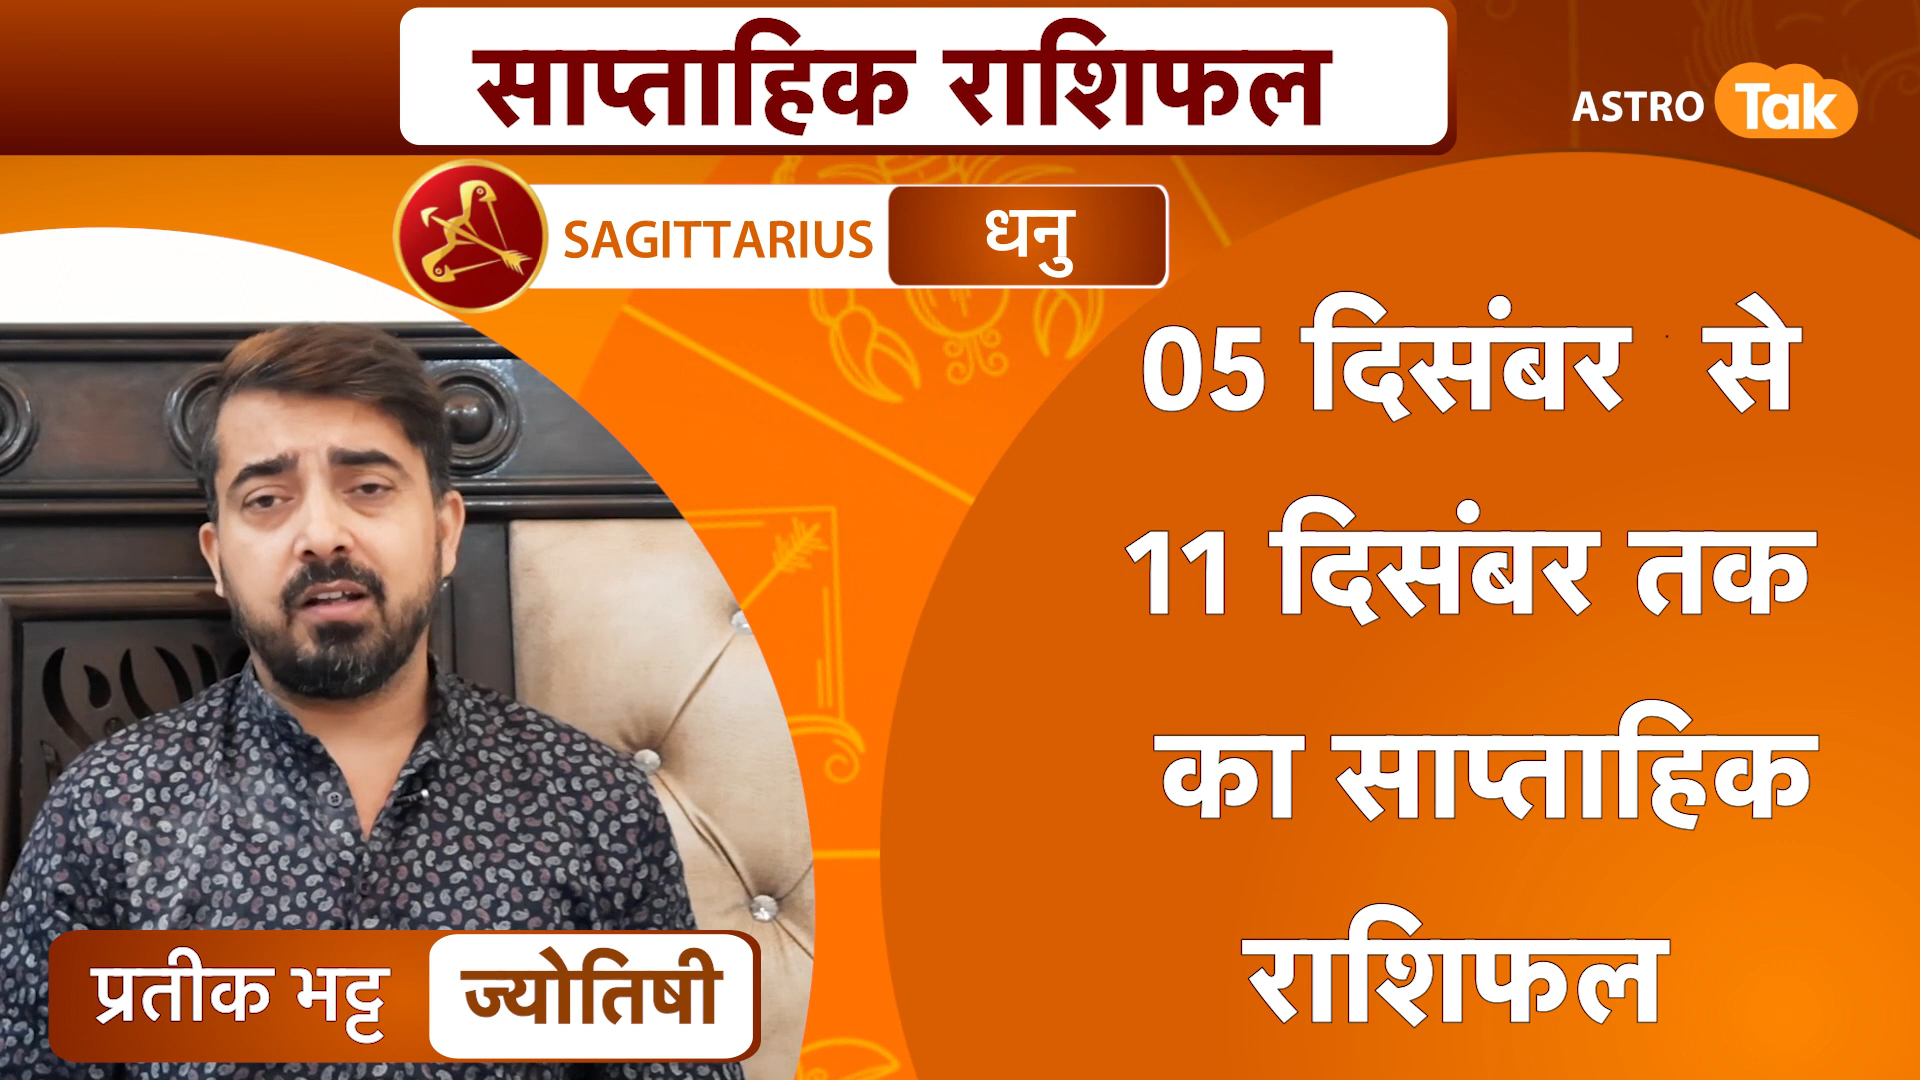 साप्ताहिक राशिफल
ASTRO Tak
SAGITTARIUS धनु
05 दिसंबर से
11 दिसंबर तक
का साप्ताहिक
राशिफल
प्रतीक भट्ट ज्योतिषी